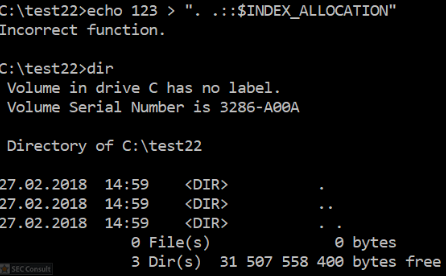 C:\test22>echo 123 > ". .::$INDEX_ALLOCATION"
Incorrect function.
C:\test22>dir
Volume in drive C has no label.
Volume Serial Number is 3286-A00A
Directory of C:\test22
27.02.2018  14:59    <DIR>          .
27.02.2018  14:59    <DIR>          ..
27.02.2018  14:59    <DIR>          . .
0 File(s)              0 bytes
3 Dir(s)  31 507 558 400 bytes free
SEC Consult